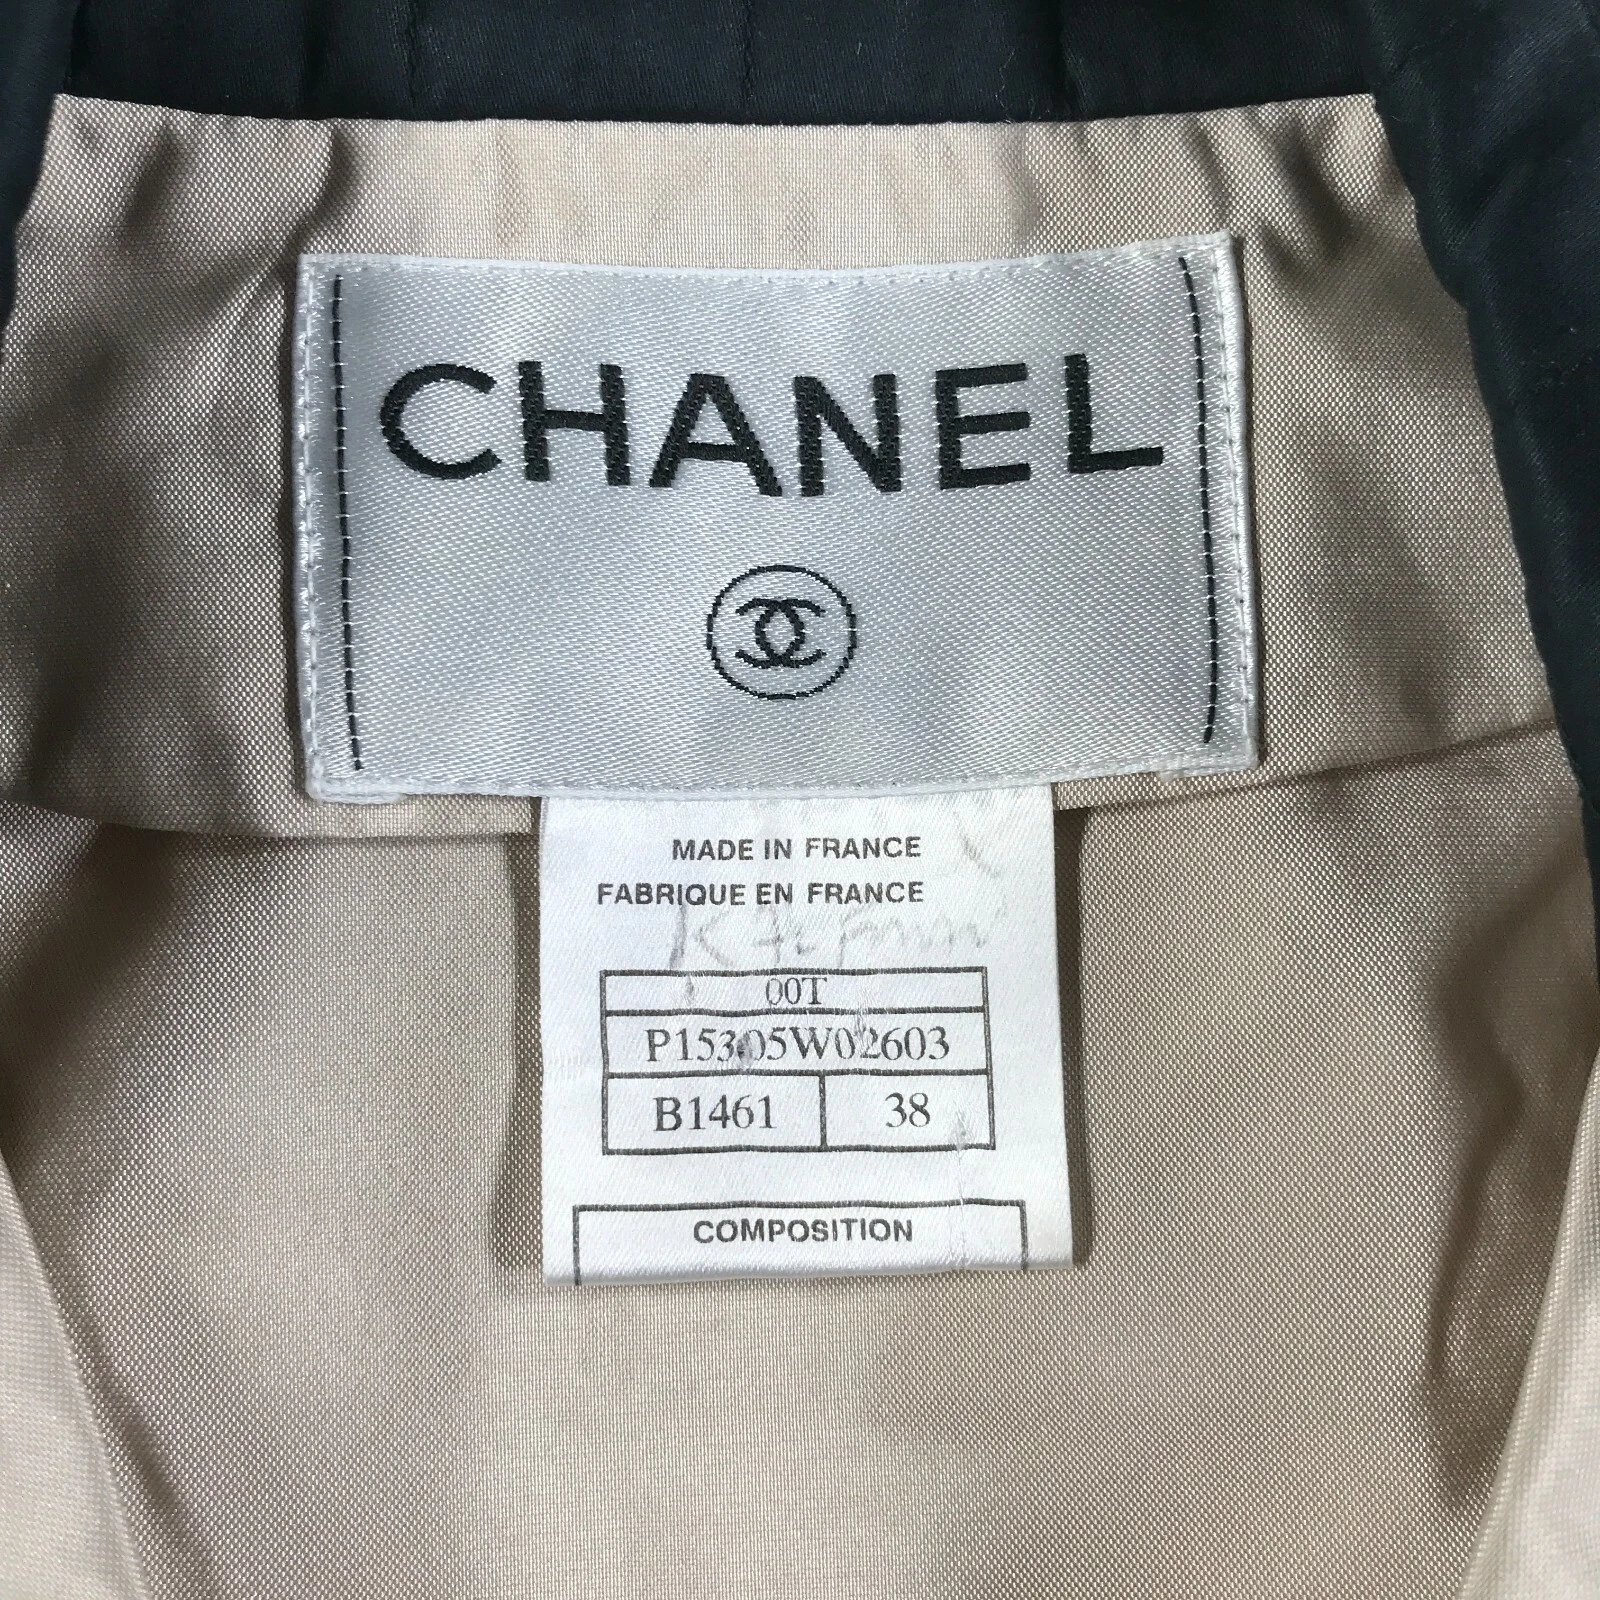 CHANEL
MADE IN FRANCE
FABRIQUE EN FRANCE
00T
P15305W02603
B1461 38
COMPOSITION